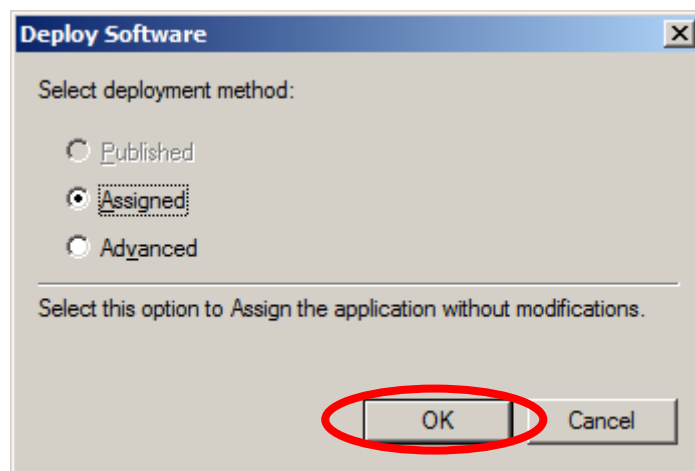 Deploy Software
Select deployment method:
Published
Assigned
Advanced
Select this option to Assign the application without modifications.
OK
Cancel